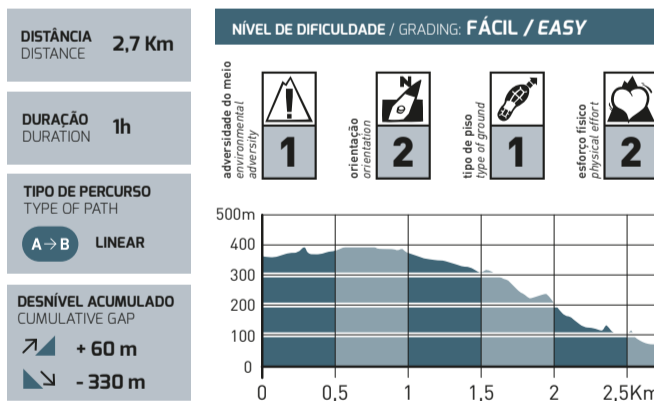 DISTÂNCIA
DISTANCE
2,7 Km
DURAÇÃO
DURATION
1h
TIPO DE PERCURSO
TYPE OF PATH
A→B LINEAR
DESNÍVEL ACUMULADO
CUMULATIVE GAP
+ 60 m
- 330 m
NÍVEL DE DIFICULDADE / GRADING: FÁCIL / EASY
adversidade do meio
environmental
adversity
1
orientação
orientation
N
2
tipo de piso
type of ground
1
esforço físico
physical effort
2
500m
400
300
200
100
0
0 0,5 1 1,5 2 2,5Km